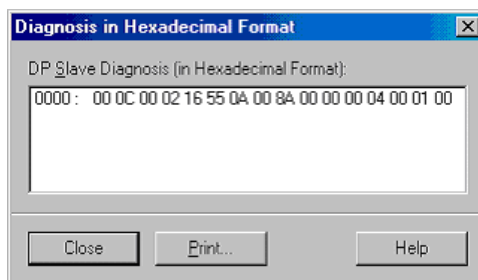 Diagnosis in Hexadecimal Format
DP Slave Diagnosis (in Hexadecimal Format):
0000 : 00 0C 00 02 16 55 0A 00 8A 00 00 00 04 00 01 00
Close Print... Help